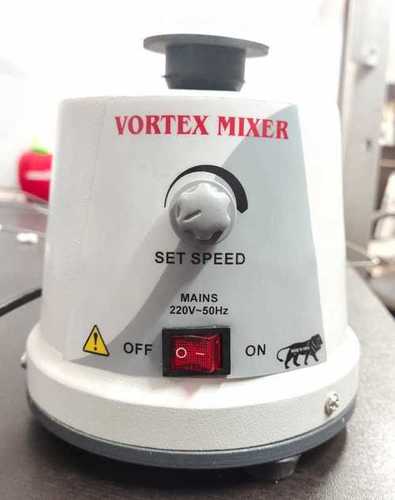 VORTEX MIXER
SET SPEED
MAINS
220V~50Hz
OFF
ON